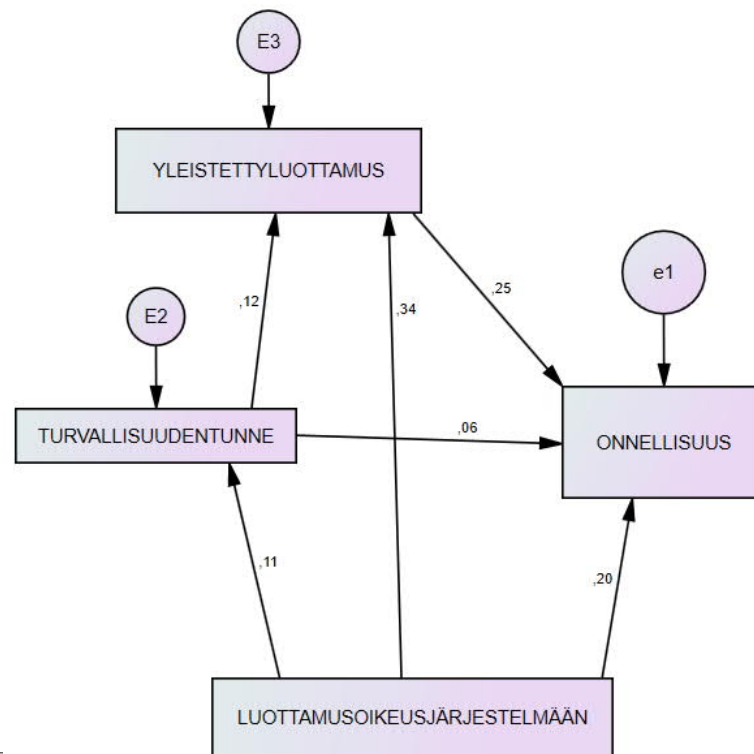 E3
YLEISTETTYLUOTTAMUS
e1
,25
,12
,34
E2
TURVALLISUUDENTUNNE
,06
ONNELLISUUS
,11
,20
LUOTTAMUSOIKEUSJÄRJESTELMÄÄN